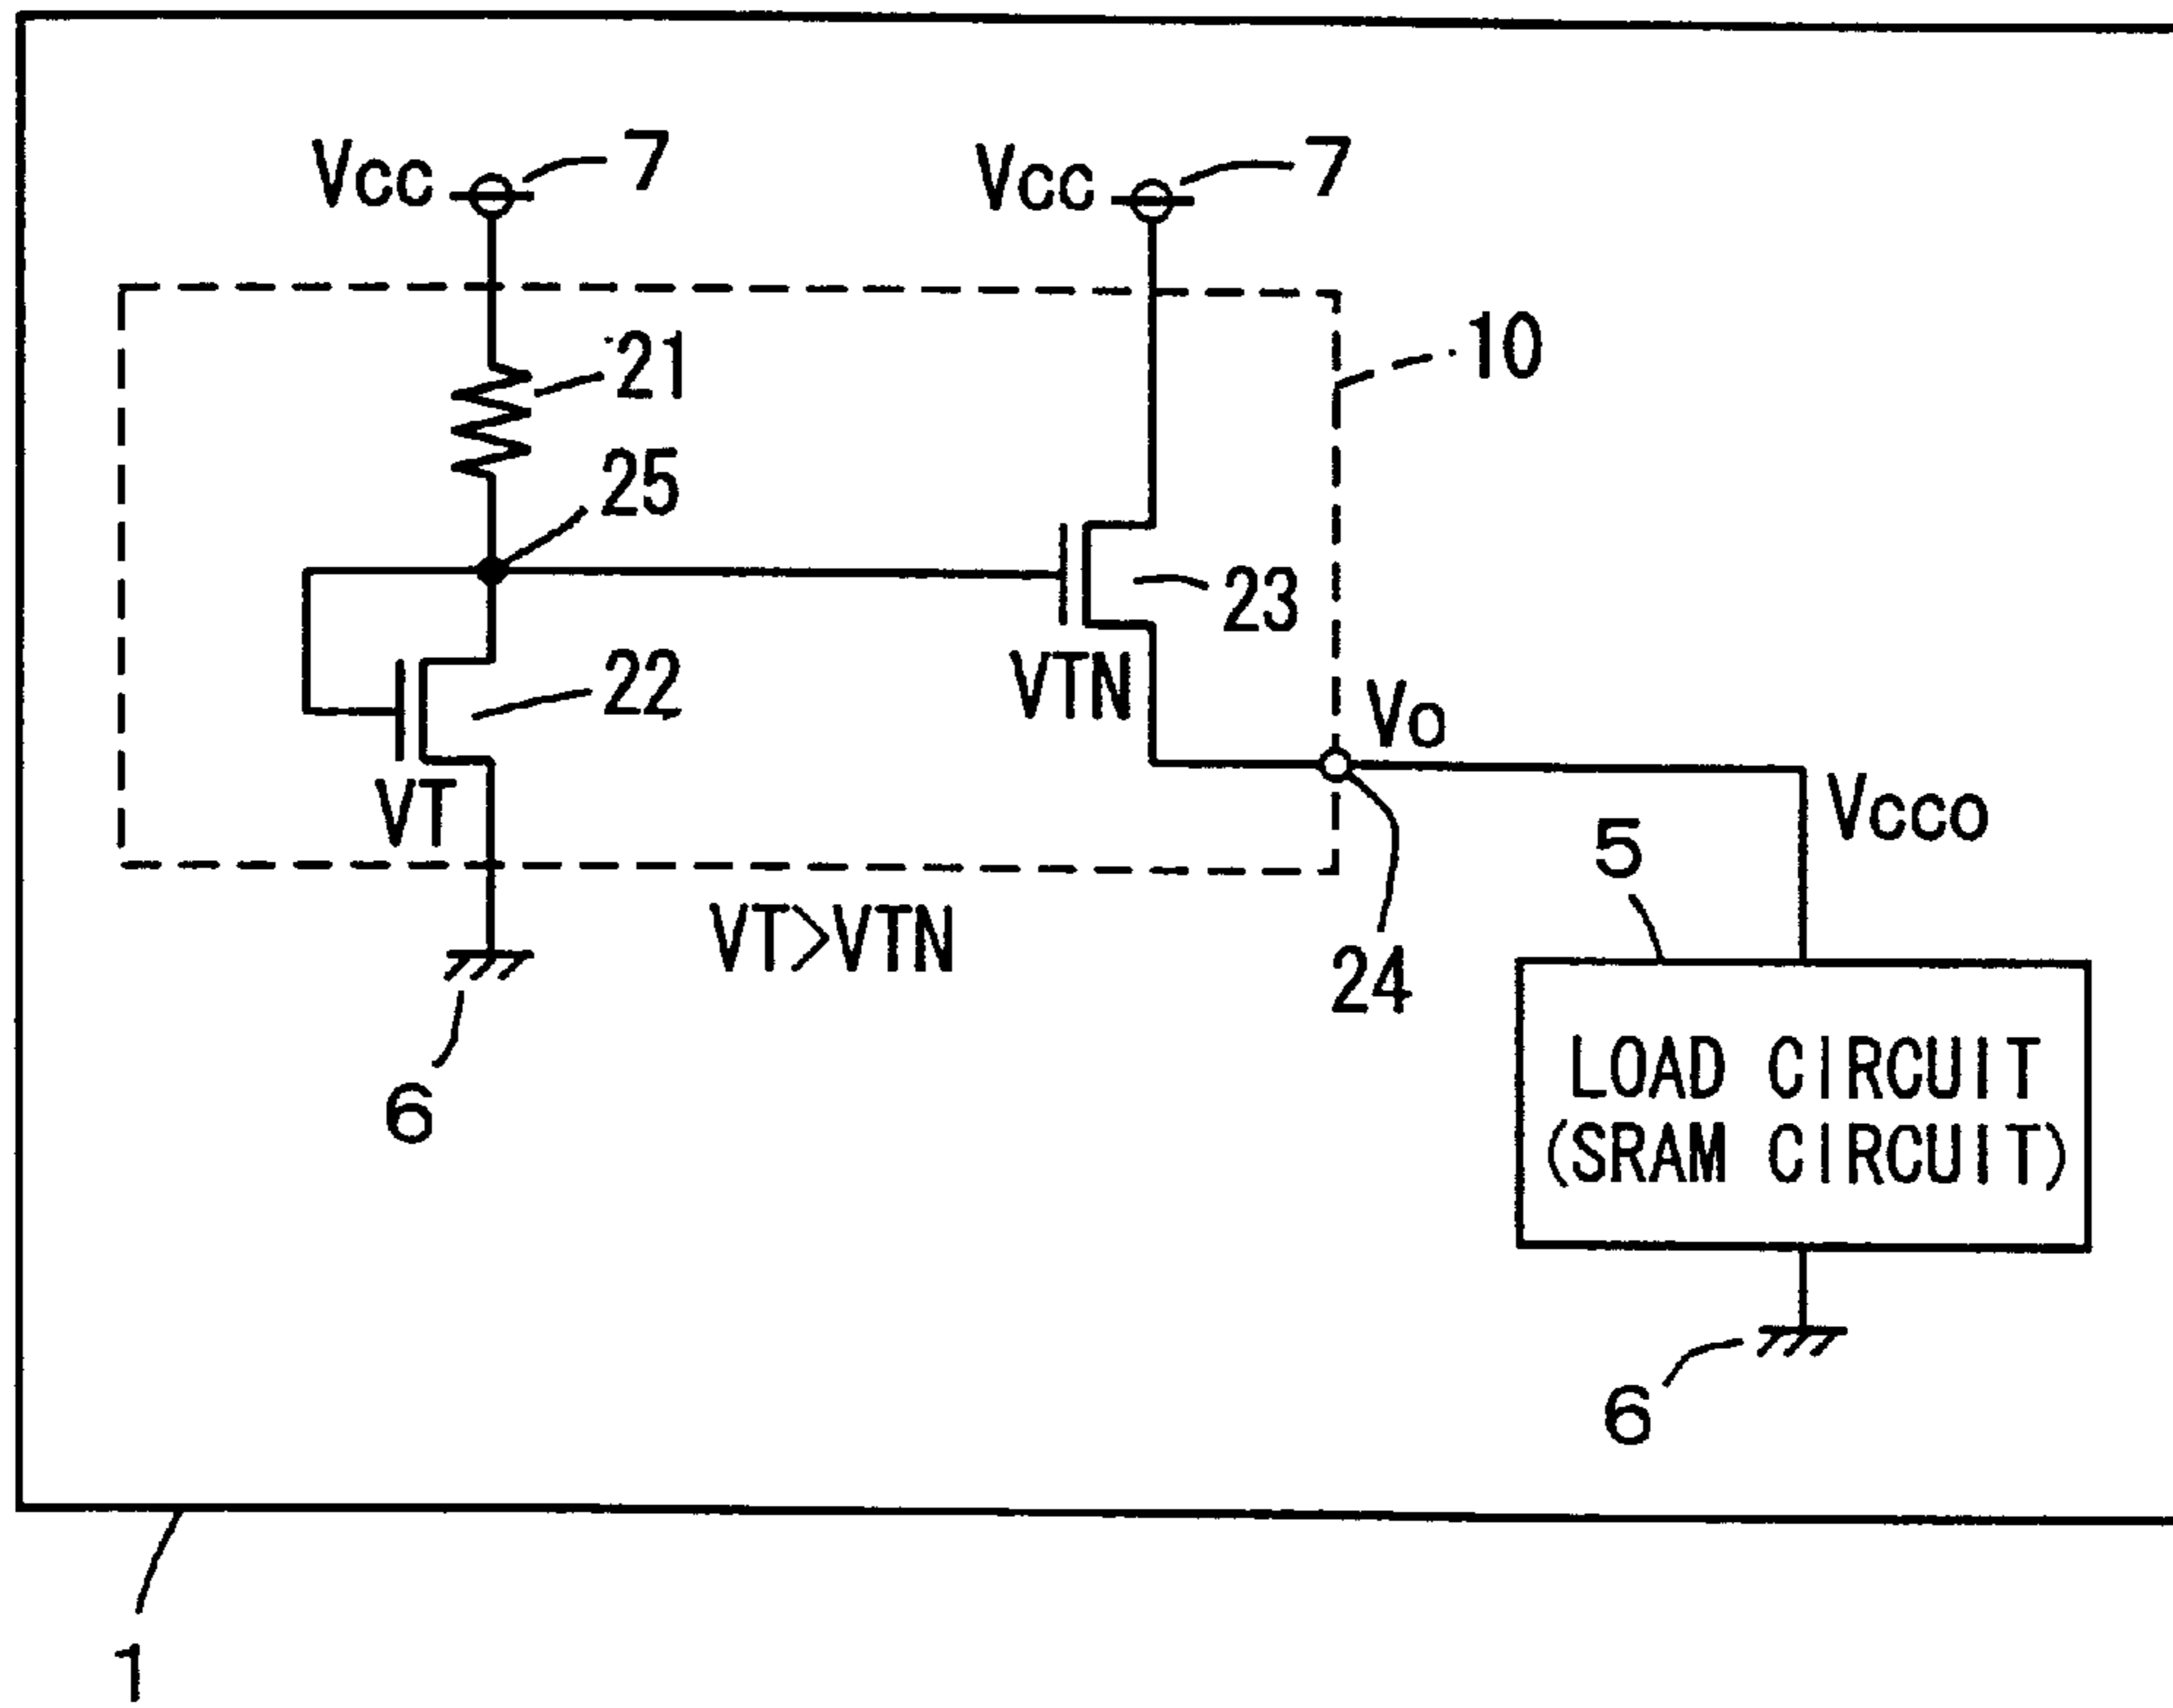 Vcc
7
Vcc
7
21
10
25
23
22
VTN
Vo
VT
Vcco
5
VT>VTN
24
6
LOAD CIRCUIT
(SRAM CIRCUIT)
6
1